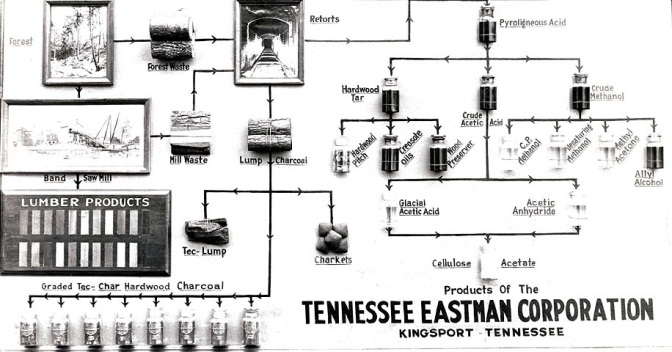 Forest
Forest Waste
Retorts
Pyroligneous Acid
Hardwood
Tar
Crude
Acetic Acid
Crude
Methanol
Band Saw Mill
Mill Waste
Lump Charcoal
Hardwood
Pitch
Creosote
Oils
Wood
Preserver
C.P.
Methanol
Denaturing
Methanol
Methyl
Acetone
Allyl
Alcohol
LUMBER PRODUCTS
Tec-Lump
Charkets
Glacial
Acetic Acid
Acetic
Anhydride
Cellulose Acetate
Graded Tec-Char Hardwood Charcoal
Products Of The
TENNESSEE EASTMAN CORPORATION
KINGSPORT - TENNESSEE